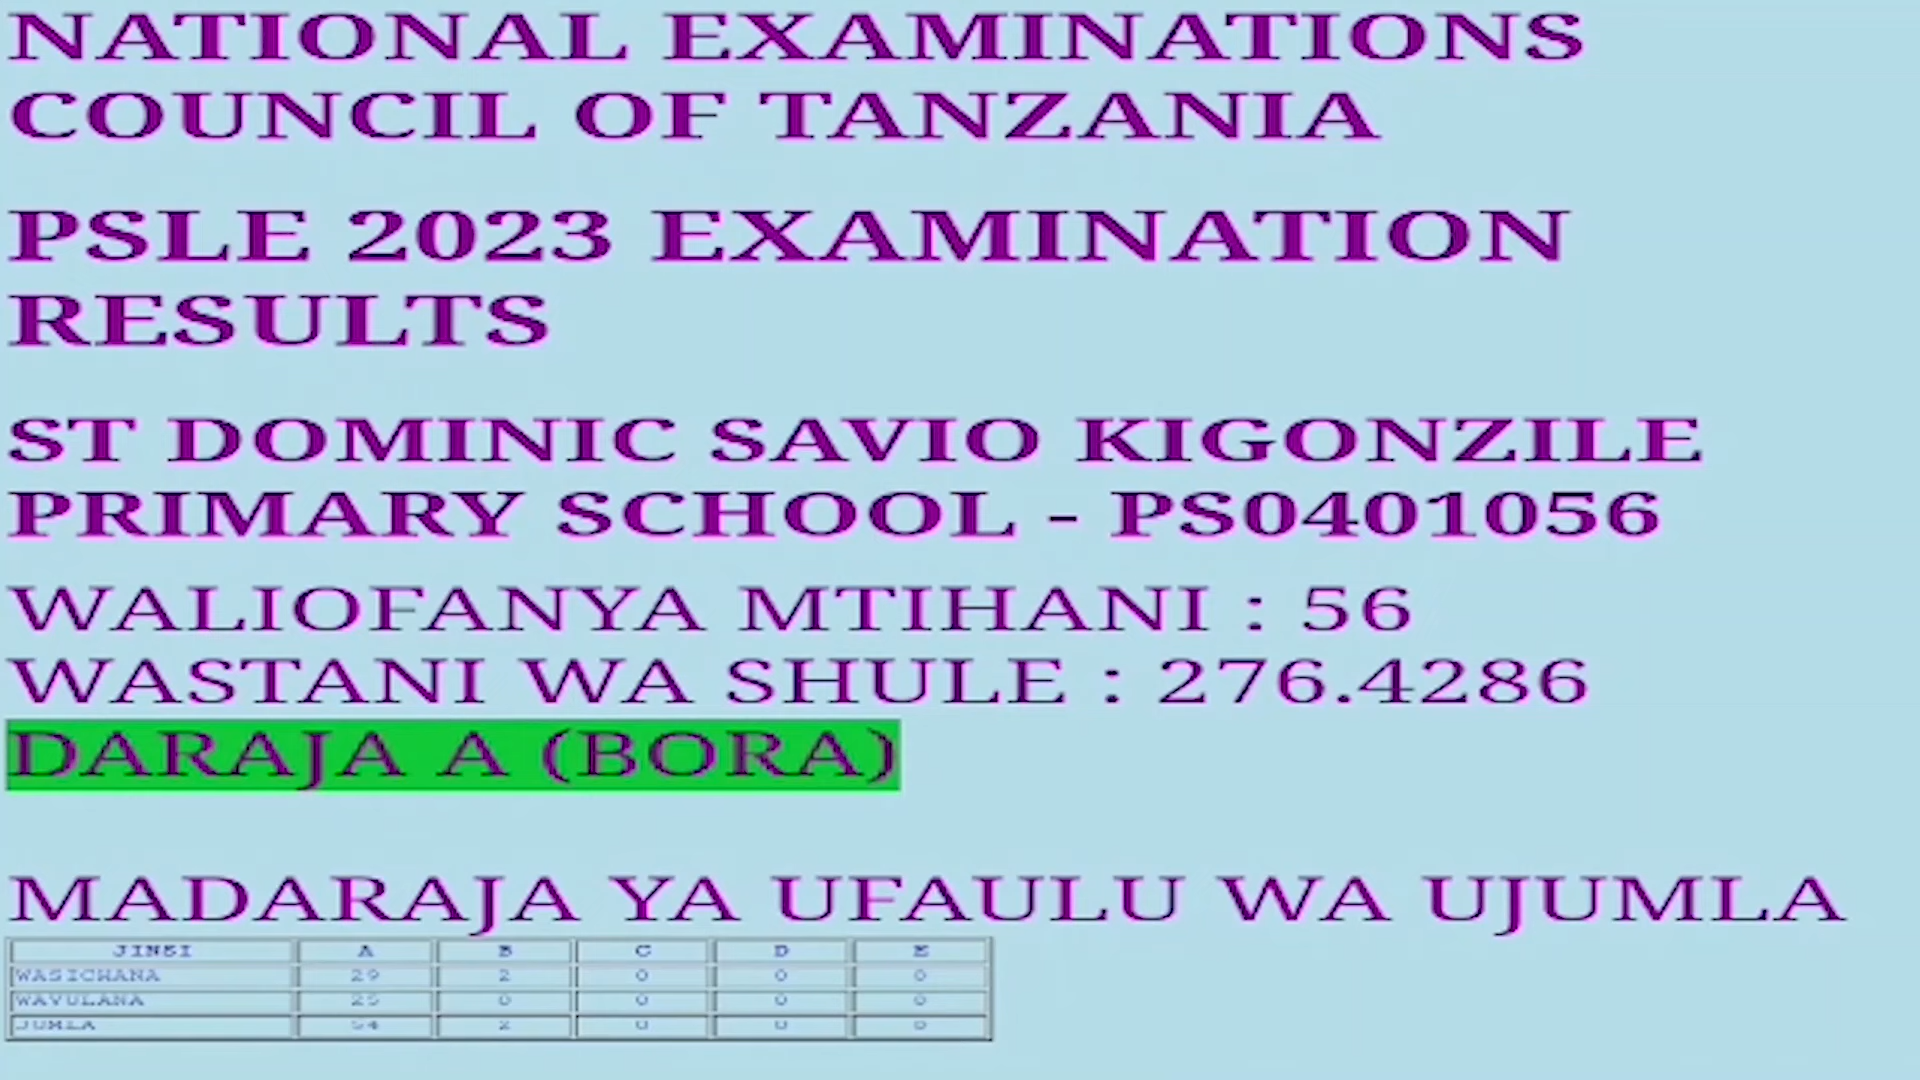 NATIONAL EXAMINATIONS
COUNCIL OF TANZANIA
PSLE 2023 EXAMINATION
RESULTS
ST DOMINIC SAVIO KIGONZILE
PRIMARY SCHOOL - PS0401056
WALIOFANYA MTIHANI : 56
WASTANI WA SHULE : 276.4286
DARAJA A (BORA)
MADARAJA YA UFAULU WA UJUMLA
JINSI A B C D E
WASICHANA 29 2 0 0 0
WAVULANA 25 0 0 0 0
JUMLA 54 2 0 0 0